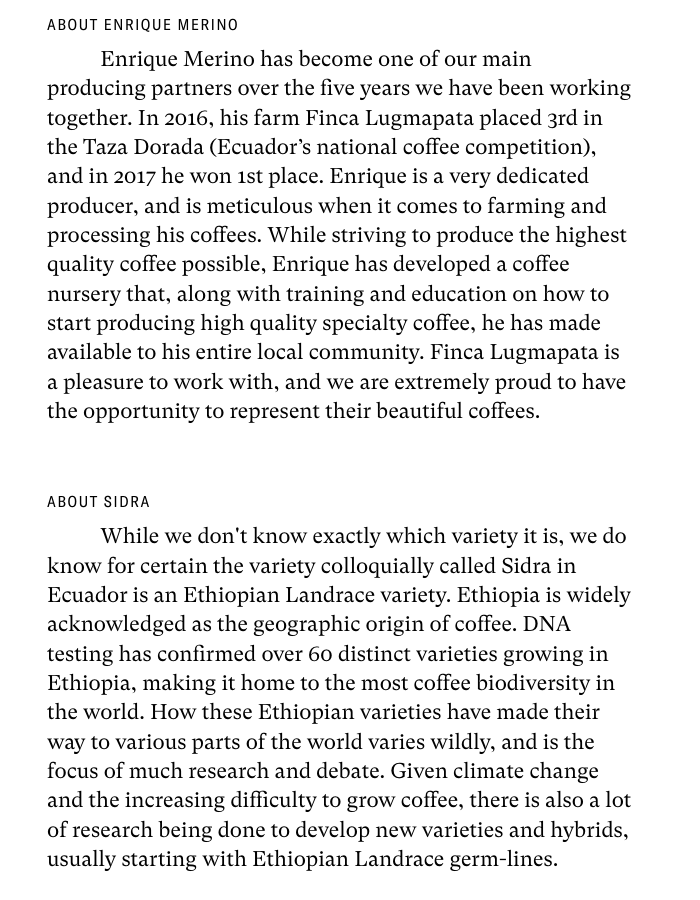 ABOUT ENRIQUE MERINO
Enrique Merino has become one of our main
producing partners over the five years we have been working
together. In 2016, his farm Finca Lugmapata placed 3rd in
the Taza Dorada (Ecuador’s national coffee competition),
and in 2017 he won 1st place. Enrique is a very dedicated
producer, and is meticulous when it comes to farming and
processing his coffees. While striving to produce the highest
quality coffee possible, Enrique has developed a coffee
nursery that, along with training and education on how to
start producing high quality specialty coffee, he has made
available to his entire local community. Finca Lugmapata is
a pleasure to work with, and we are extremely proud to have
the opportunity to represent their beautiful coffees.
ABOUT SIDRA
While we don't know exactly which variety it is, we do
know for certain the variety colloquially called Sidra in
Ecuador is an Ethiopian Landrace variety. Ethiopia is widely
acknowledged as the geographic origin of coffee. DNA
testing has confirmed over 60 distinct varieties growing in
Ethiopia, making it home to the most coffee biodiversity in
the world. How these Ethiopian varieties have made their
way to various parts of the world varies wildly, and is the
focus of much research and debate. Given climate change
and the increasing difficulty to grow coffee, there is also a lot
of research being done to develop new varieties and hybrids,
usually starting with Ethiopian Landrace germ-lines.